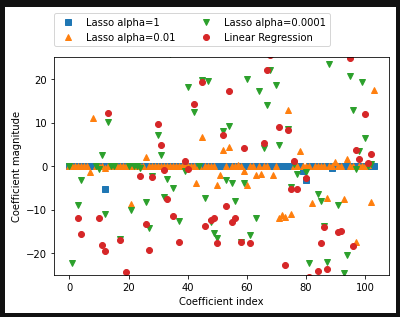 Lasso alpha=1
Lasso alpha=0.01
Lasso alpha=0.0001
Linear Regression
Coefficient magnitude
20
10
0
−10
−20
0
20
40
60
80
100
Coefficient index